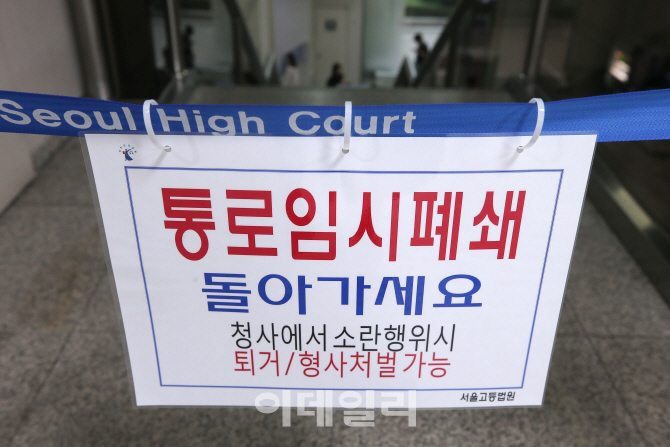 Seoul High Court
통로임시폐쇄
돌아가세요
청사에서소란행위시
퇴거/형사처벌가능
서울고등법원
이데일리